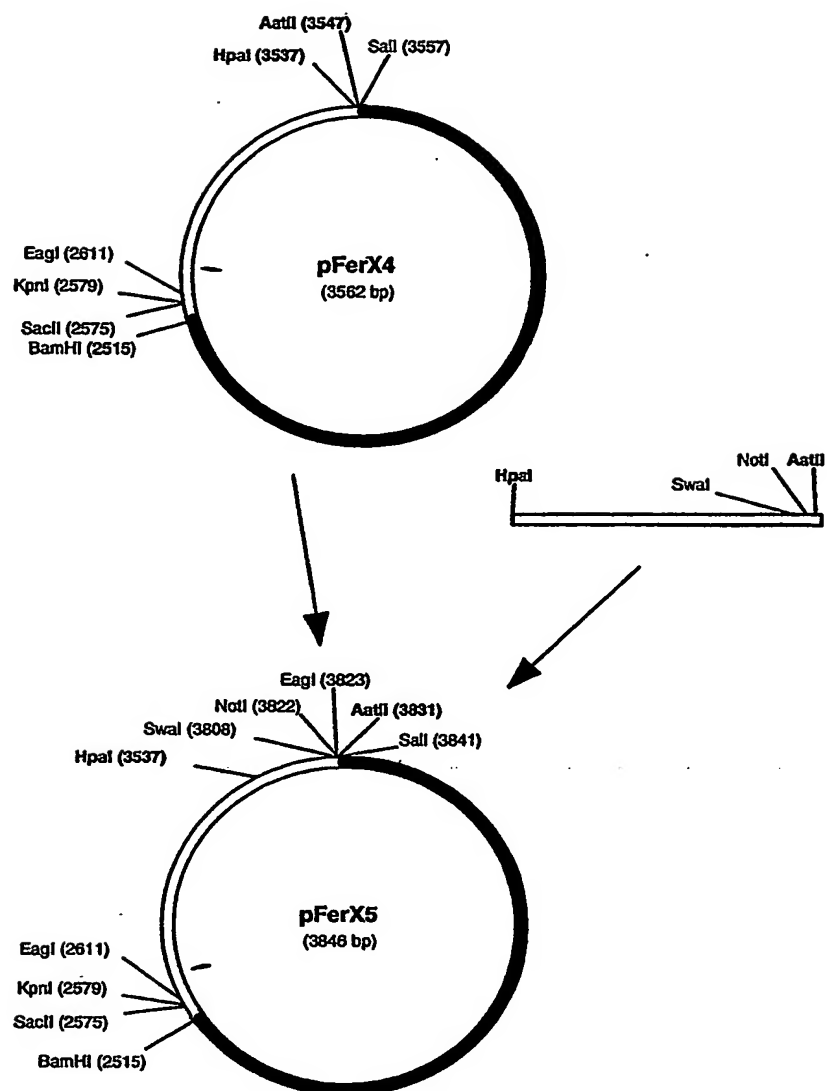 AatII (3547)
HpaI (3537)
SalI (3557)
EagI (2611)
KpnI (2579)
SacII (2575)
BamHI (2515)
pFerX4
(3562 bp)
HpaI
SwaI
NotI
AatII
EagI (3823)
NotI (3822)
AatII (3831)
SwaI (3808)
SalI (3841)
HpaI (3537)
pFerX5
(3846 bp)
EagI (2611)
KpnI (2579)
SacII (2575)
BamHI (2515)